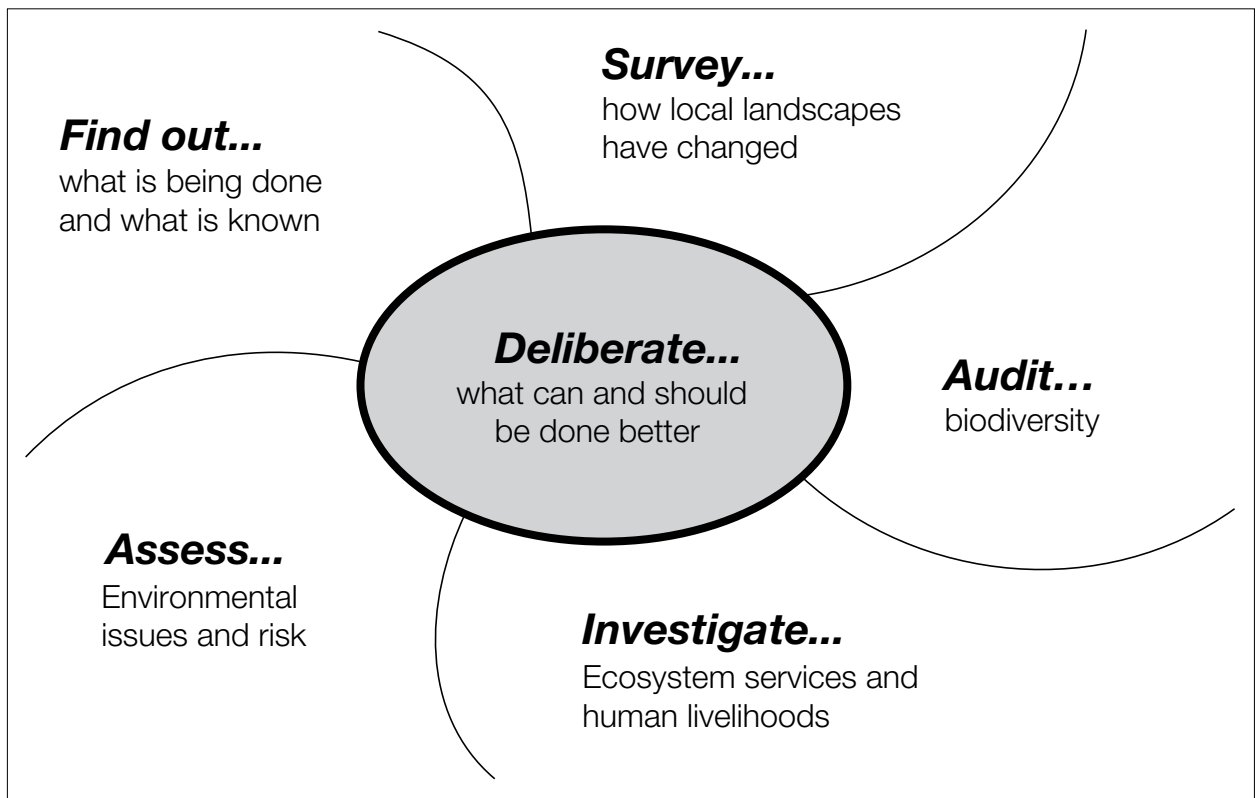 Survey...
how local landscapes
have changed
Find out...
what is being done
and what is known
Deliberate...
what can and should
be done better
Audit...
biodiversity
Assess...
Environmental
issues and risk
Investigate...
Ecosystem services and
human livelihoods